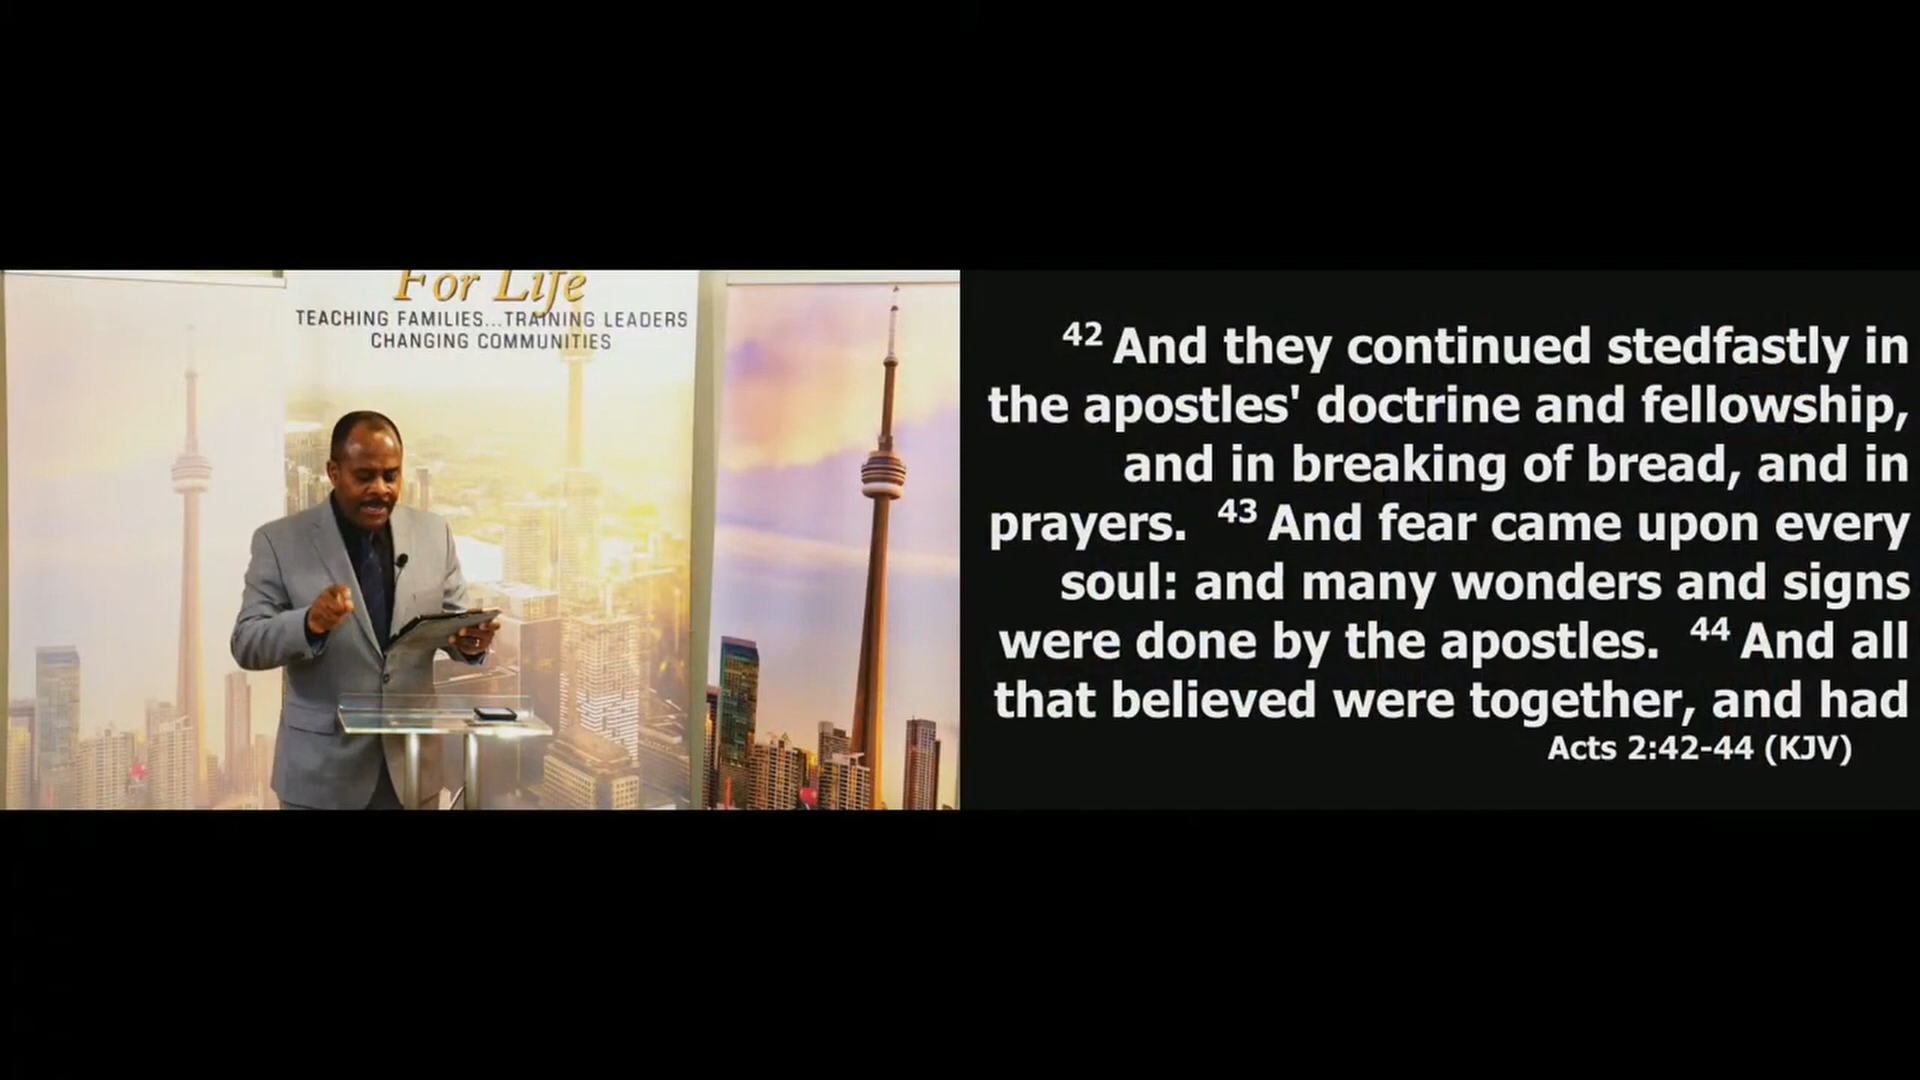 For Life
TEACHING FAMILIES...TRAINING LEADERS
CHANGING COMMUNITIES
42 And they continued stedfastly in
the apostles' doctrine and fellowship,
and in breaking of bread, and in
prayers. 43 And fear came upon every
soul: and many wonders and signs
were done by the apostles. 44 And all
that believed were together, and had
Acts 2:42-44 (KJV)